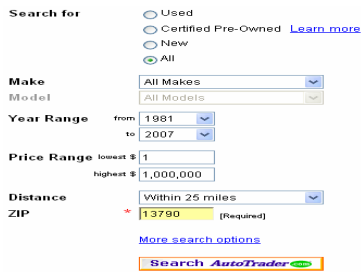 Search for Used
Certified Pre-Owned Learn more
New
All
Make All Makes
Model All Models
Year Range from 1981
to 2007
Price Range lowest $ 1
highest $ 1,000,000
Distance Within 25 miles
ZIP * 13790 [Required]
More search options
Search AutoTrader.com